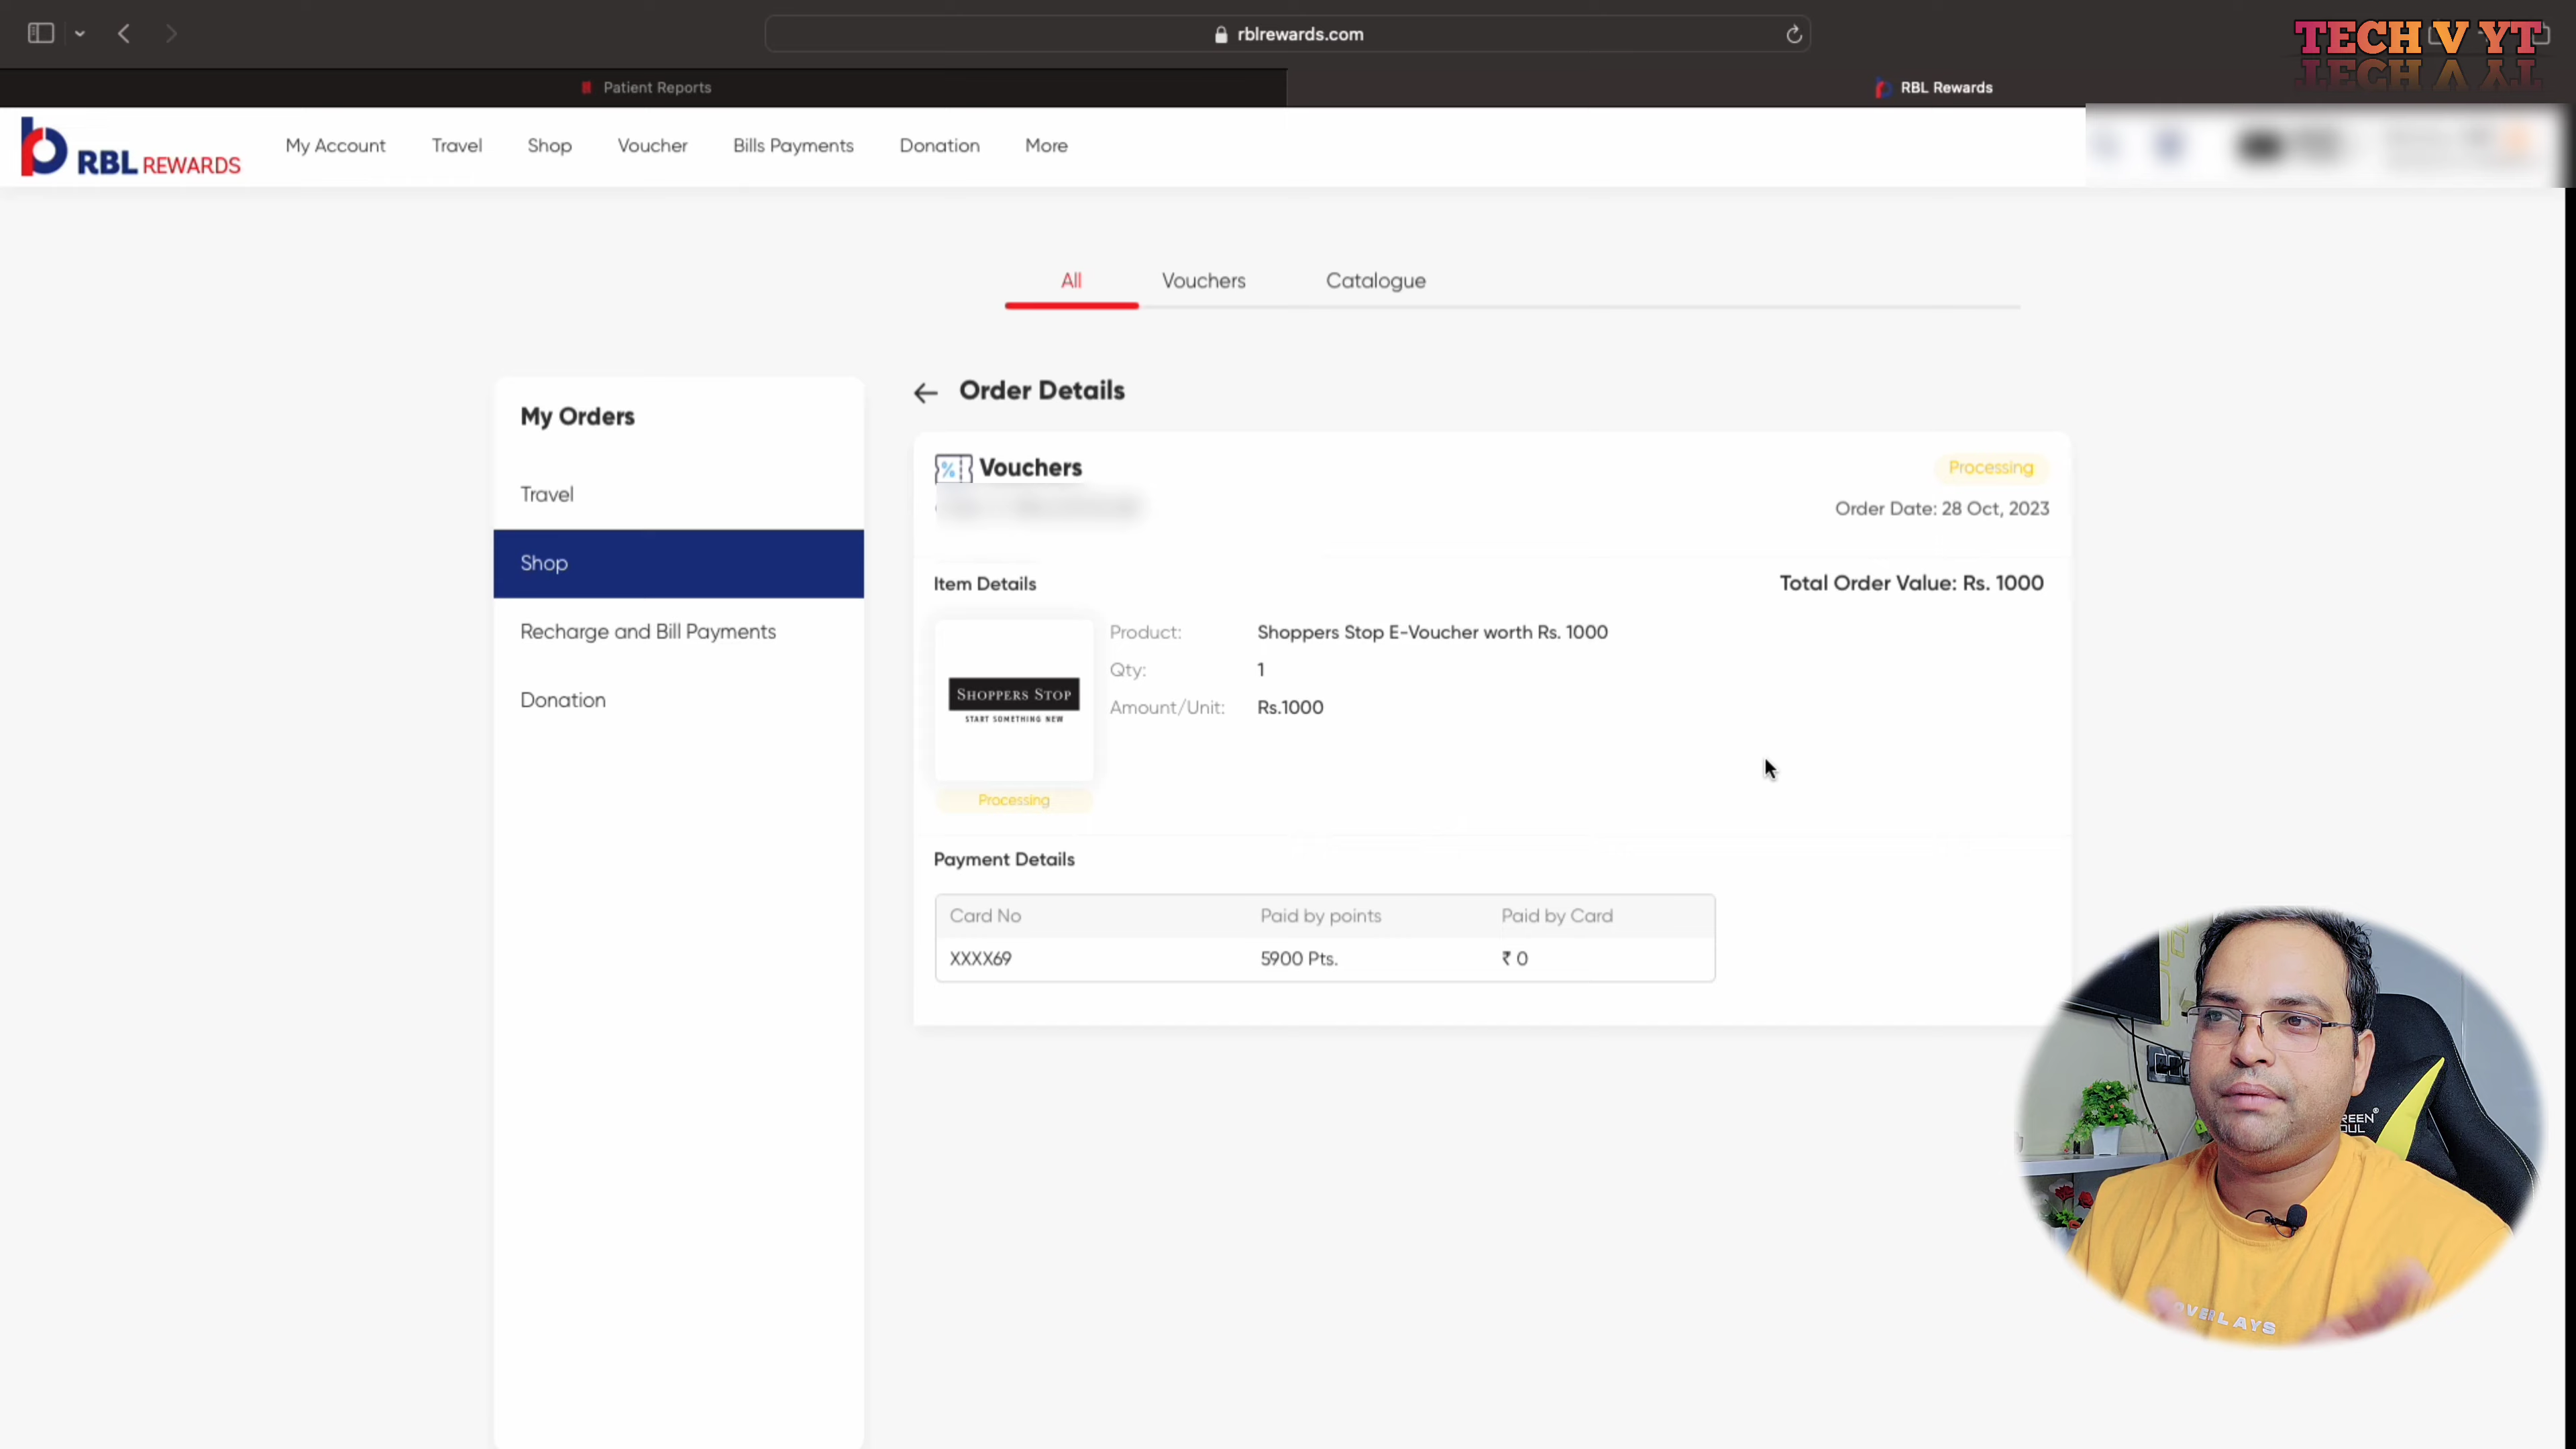 rblrewards.com
TECH V YT
Patient Reports
RBL Rewards
RBL REWARDS
My Account
Travel
Shop
Voucher
Bills Payments
Donation
More
All
Vouchers
Catalogue
My Orders
Travel
Shop
Recharge and Bill Payments
Donation
Order Details
Vouchers
Processing
Order Date: 28 Oct, 2023
Item Details
Total Order Value: Rs. 1000
SHOPPERS STOP
START SOMETHING NEW
Product: Shoppers Stop E-Voucher worth Rs. 1000
Qty: 1
Amount/Unit: Rs.1000
Processing
Payment Details
Card No Paid by points Paid by Card
XXXX69 5900 Pts. ₹ 0
OVERLAYS